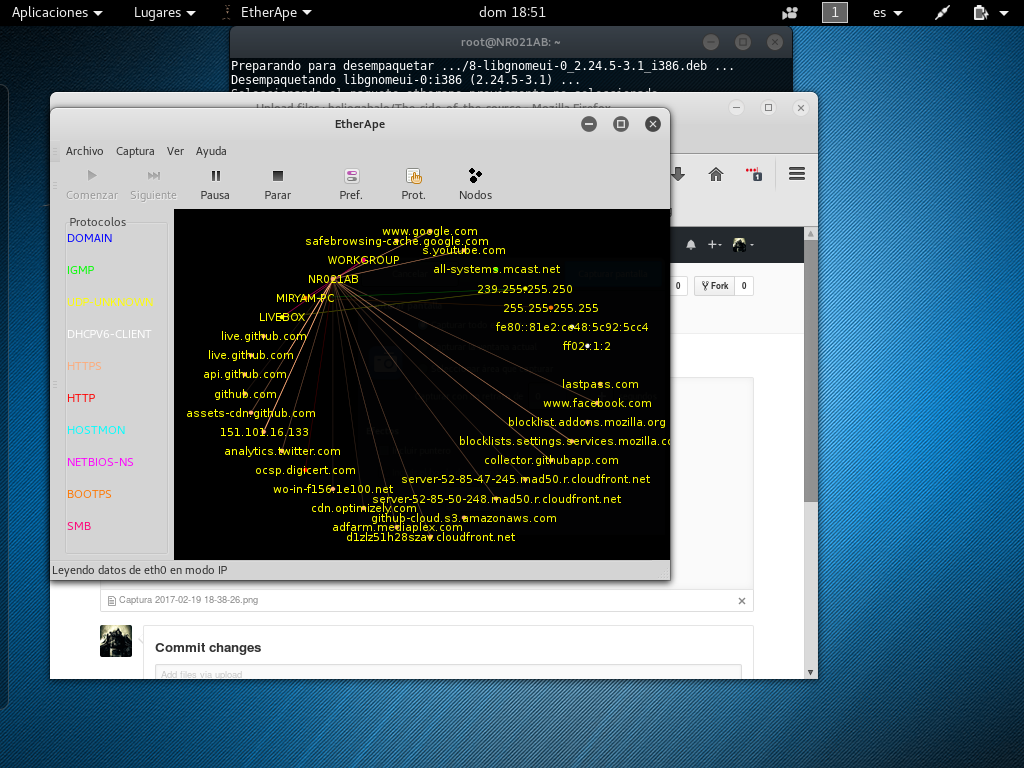 Aplicaciones Lugares EtherApe dom 18:51 1 es
root@NR021AB: ~
Preparando para desempaquetar .../8-libgnomeui-0_2.24.5-3.1_i386.deb ...
Desempaquetando libgnomeui-0:i386 (2.24.5-3.1) ...
EtherApe
Archivo Captura Ver Ayuda
Comenzar Siguiente Pausa Parar Pref. Prot. Nodos
1
Protocolos
DOMAIN
IGMP
UDP-UNKNOWN
DHCPV6-CLIENT
HTTPS
HTTP
HOSTMON
NETBIOS-NS
BOOTPS
SMB
www.google.com
safebrowsing-cache.google.com
s.youtube.com
WORKGROUP
all-systems.mcast.net
NR021AB
239.255.255.250
MIRYAM-PC
255.255.255.255
LIVEBOX
fe80::81e2:ce48:5c92:5cc4
live.github.com
ff02::1:2
live.github.com
api.github.com
lastpass.com
github.com
www.facebook.com
assets-cdn.github.com
blocklist.addons.mozilla.org
151.101.16.133
blocklists.settings.services.mozilla.co
analytics.twitter.com
collector.githubapp.com
ocsp.digicert.com
server-52-85-47-245.mad50.r.cloudfront.net
wo-in-f156.1e100.net
server-52-85-50-248.mad50.r.cloudfront.net
cdn.optimizely.com
github-cloud.s3.amazonaws.com
adfarm.mediaplex.com
d1zlz51h28szav.cloudfront.net
0 Fork 0
Leyendo datos de eth0 en modo IP
Captura 2017-02-19 18-38-26.png
Commit changes
Add files via upload